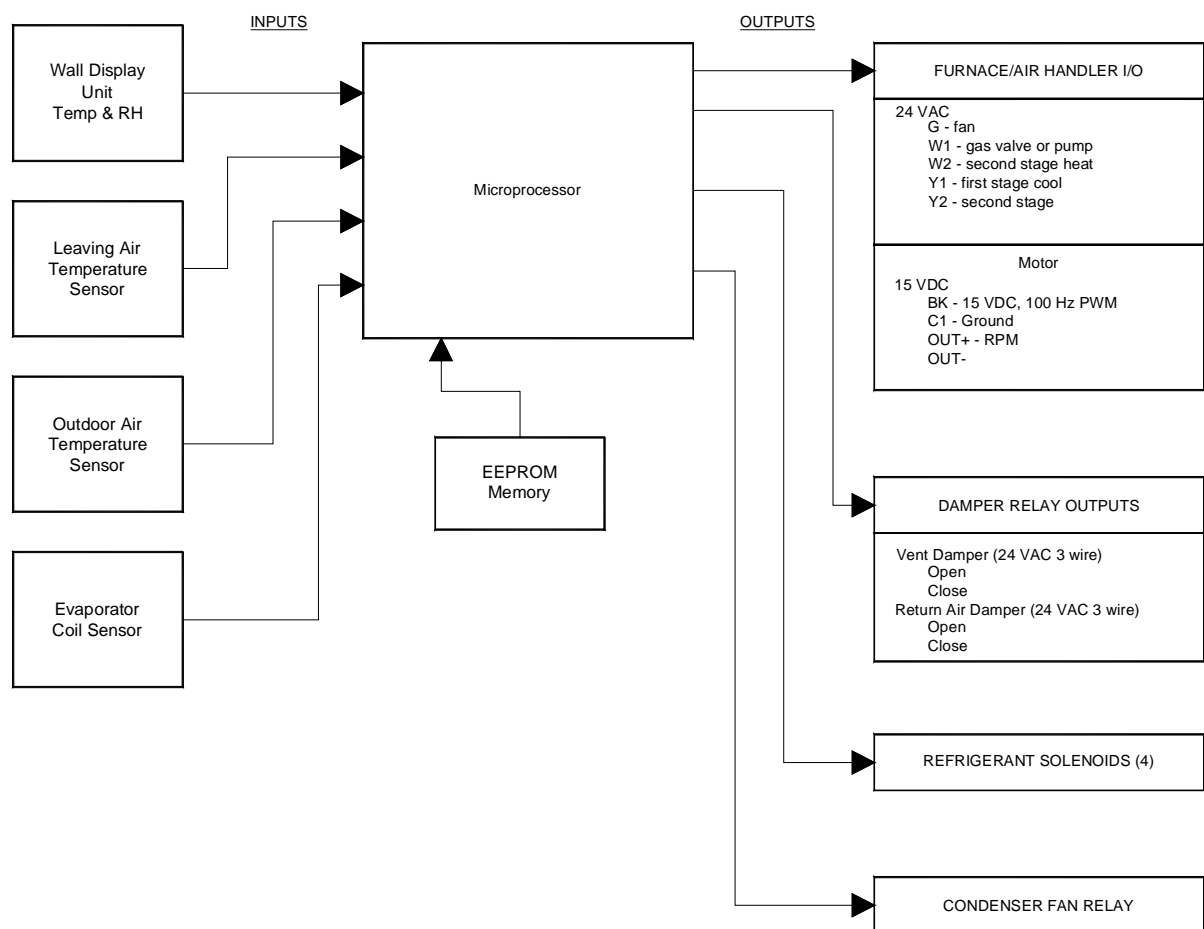 INPUTS
OUTPUTS
Wall Display
Unit
Temp & RH
Leaving Air
Temperature
Sensor
Outdoor Air
Temperature
Sensor
Evaporator
Coil Sensor
Microprocessor
EEPROM
Memory
FURNACE/AIR HANDLER I/O
24 VAC
G - fan
W1 - gas valve or pump
W2 - second stage heat
Y1 - first stage cool
Y2 - second stage
Motor
15 VDC
BK - 15 VDC, 100 Hz PWM
C1 - Ground
OUT+ - RPM
OUT-
DAMPER RELAY OUTPUTS
Vent Damper (24 VAC 3 wire)
Open
Close
Return Air Damper (24 VAC 3 wire)
Open
Close
REFRIGERANT SOLENOIDS (4)
CONDENSER FAN RELAY